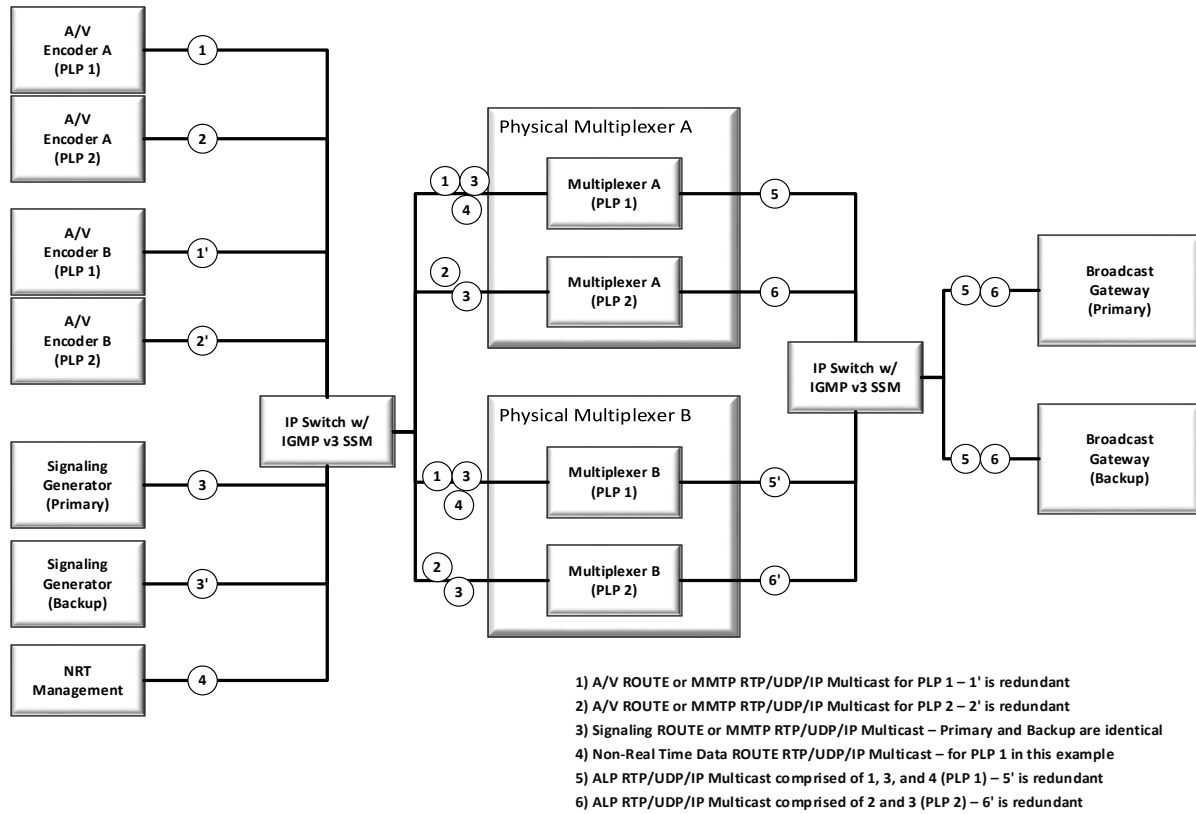 A/V
Encoder A
(PLP 1)
1
A/V
Encoder A
(PLP 2)
2
A/V
Encoder B
(PLP 1)
1'
A/V
Encoder B
(PLP 2)
2'
Signaling
Generator
(Primary)
3
Signaling
Generator
(Backup)
3'
NRT
Management
4
IP Switch w/
IGMP v3 SSM
1 3
4
2
3
1 3
4
2
3
Physical Multiplexer A
Multiplexer A
(PLP 1)
Multiplexer A
(PLP 2)
Physical Multiplexer B
Multiplexer B
(PLP 1)
Multiplexer B
(PLP 2)
5
6
5'
6'
IP Switch w/
IGMP v3 SSM
5 6
5 6
Broadcast
Gateway
(Primary)
Broadcast
Gateway
(Backup)
1) A/V ROUTE or MMTP RTP/UDP/IP Multicast for PLP 1 – 1' is redundant
2) A/V ROUTE or MMTP RTP/UDP/IP Multicast for PLP 2 – 2' is redundant
3) Signaling ROUTE or MMTP RTP/UDP/IP Multicast – Primary and Backup are identical
4) Non-Real Time Data ROUTE RTP/UDP/IP Multicast – for PLP 1 in this example
5) ALP RTP/UDP/IP Multicast comprised of 1, 3, and 4 (PLP 1) – 5' is redundant
6) ALP RTP/UDP/IP Multicast comprised of 2 and 3 (PLP 2) – 6' is redundant